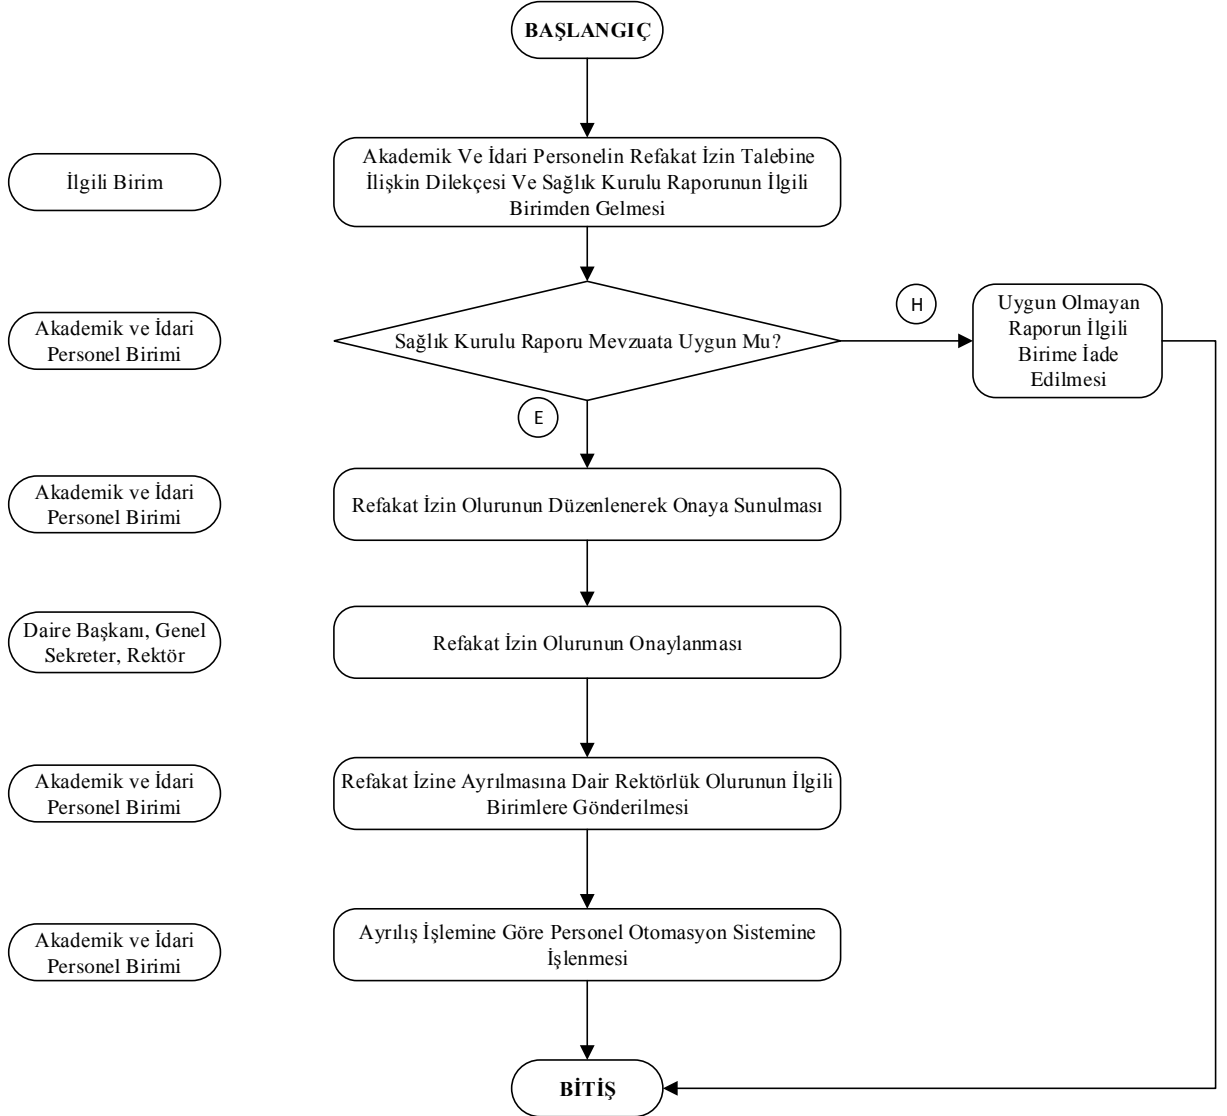 BAŞLANGIÇ
İlgili Birim
Akademik Ve İdari Personelin Refakat İzin Talebine
İlişkin Dilekçesi Ve Sağlık Kurulu Raporunun İlgili
Birimden Gelmesi
Akademik ve İdari
Personel Birimi
Sağlık Kurulu Raporu Mevzuata Uygun Mu?
H
Uygun Olmayan
Raporun İlgili
Birime İade
Edilmesi
E
Akademik ve İdari
Personel Birimi
Refakat İzin Olurunun Düzenlenerek Onaya Sunulması
Daire Başkanı, Genel
Sekreter, Rektör
Refakat İzin Olurunun Onaylanması
Akademik ve İdari
Personel Birimi
Refakat İzine Ayrılmasına Dair Rektörlük Olurunun İlgili
Birimlere Gönderilmesi
Akademik ve İdari
Personel Birimi
Ayrılış İşlemine Göre Personel Otomasyon Sistemine
İşlenmesi
BİTİŞ